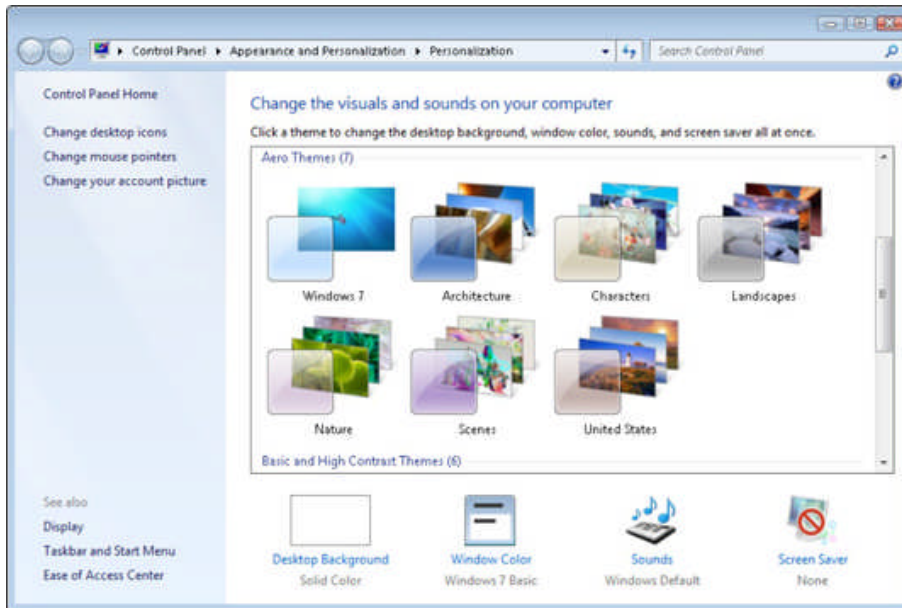 Control Panel ▸ Appearance and Personalization ▸ Personalization
Search Control Panel
Control Panel Home
Change desktop icons
Change mouse pointers
Change your account picture
Change the visuals and sounds on your computer
Click a theme to change the desktop background, window color, sounds, and screen saver all at once.
Aero Themes (7)
Windows 7 Architecture Characters Landscapes
Nature Scenes United States
Basic and High Contrast Themes (6)
See also
Display
Taskbar and Start Menu
Ease of Access Center
Desktop Background Window Color Sounds Screen Saver
Solid Color Windows 7 Basic Windows Default None